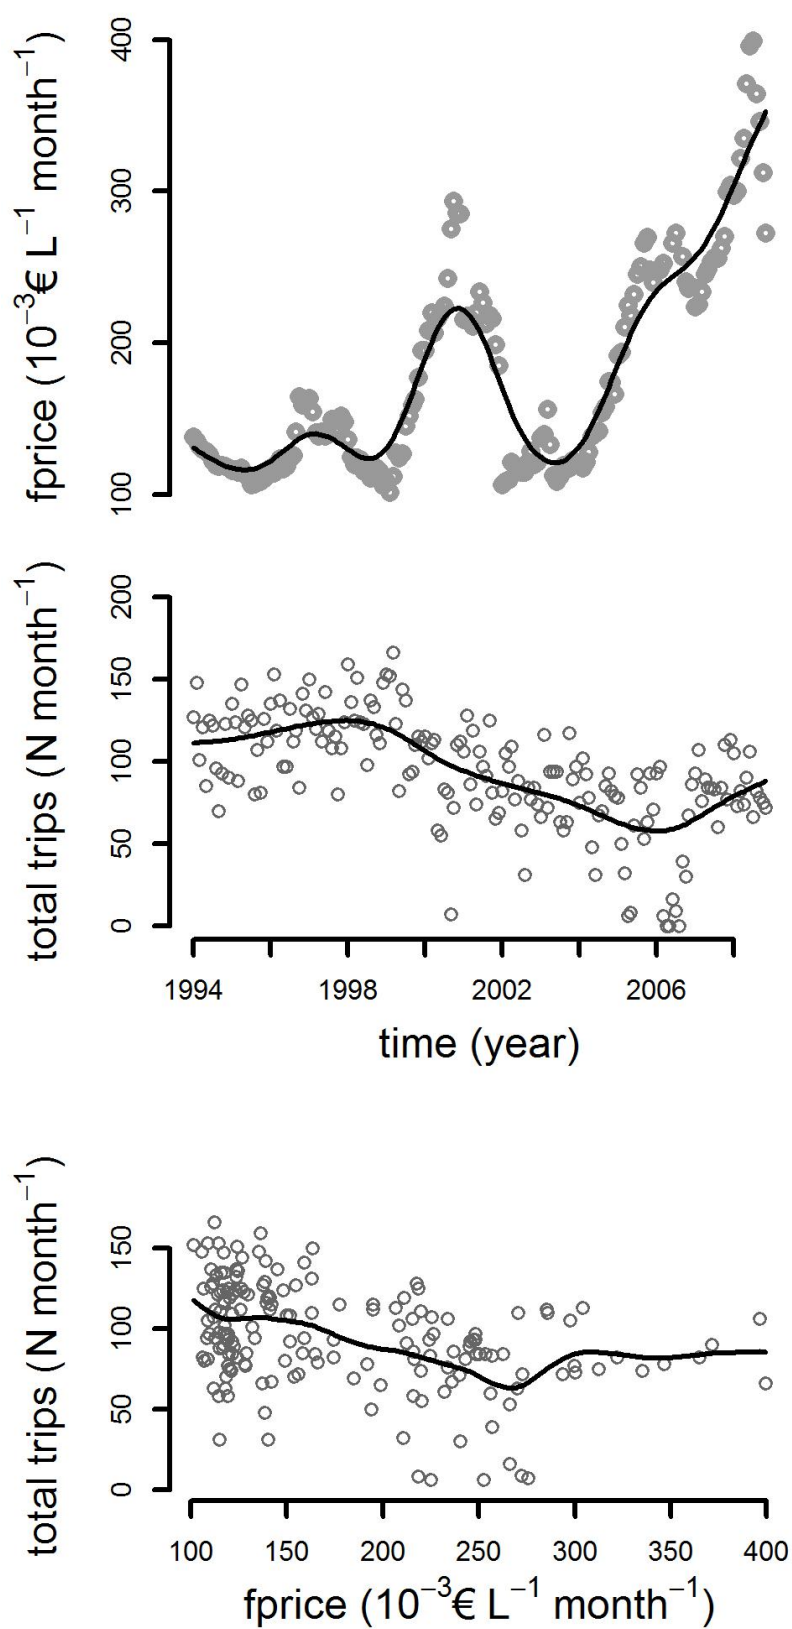 fprice (10⁻³€ L⁻¹ month⁻¹)
400
300
200
100
total trips (N month⁻¹)
200
150
100
50
0
1994 1998 2002 2006
time (year)
total trips (N month⁻¹)
150
100
50
0
100 150 200 250 300 350 400
fprice (10⁻³€ L⁻¹ month⁻¹)